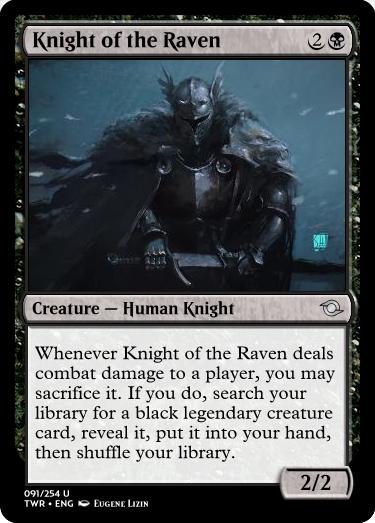 Knight of the Raven 2
Creature — Human Knight
Whenever Knight of the Raven deals
combat damage to a player, you may
sacrifice it. If you do, search your
library for a black legendary creature
card, reveal it, put it into your hand,
then shuffle your library.
2/2
091/254 U
TWR • ENG Eugene Lizin